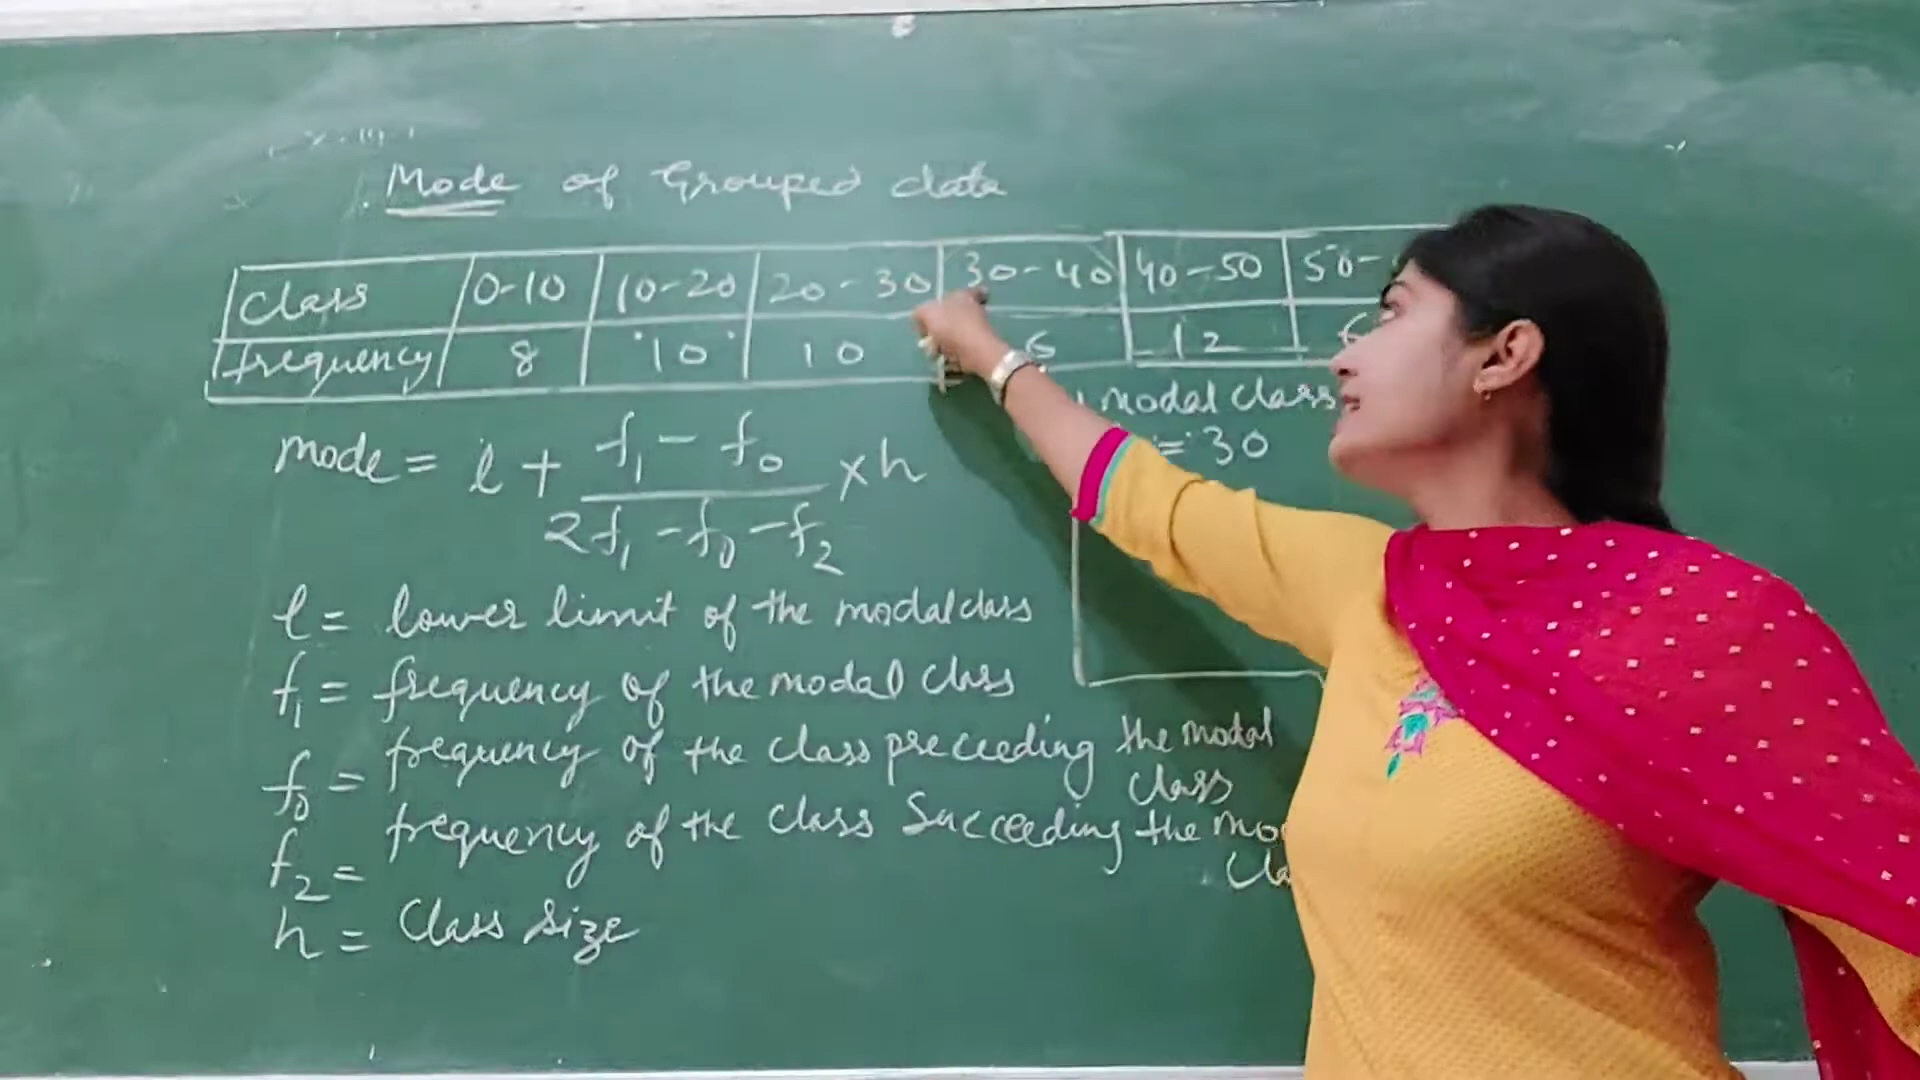 Mode of Grouped data
Class 0-10 10-20 20-30 30-40 40-50 50-
frequency 8 10 10 6 12 6
modal class
= 30
mode = l + f₁ - f₀ / 2f₁ - f₀ - f₂ × h
l = lower limit of the modal class
f₁ = frequency of the modal class
f₀ = frequency of the class preceeding the modal
class
f₂ = frequency of the class Succeeding the mo
Cla
h = Class size